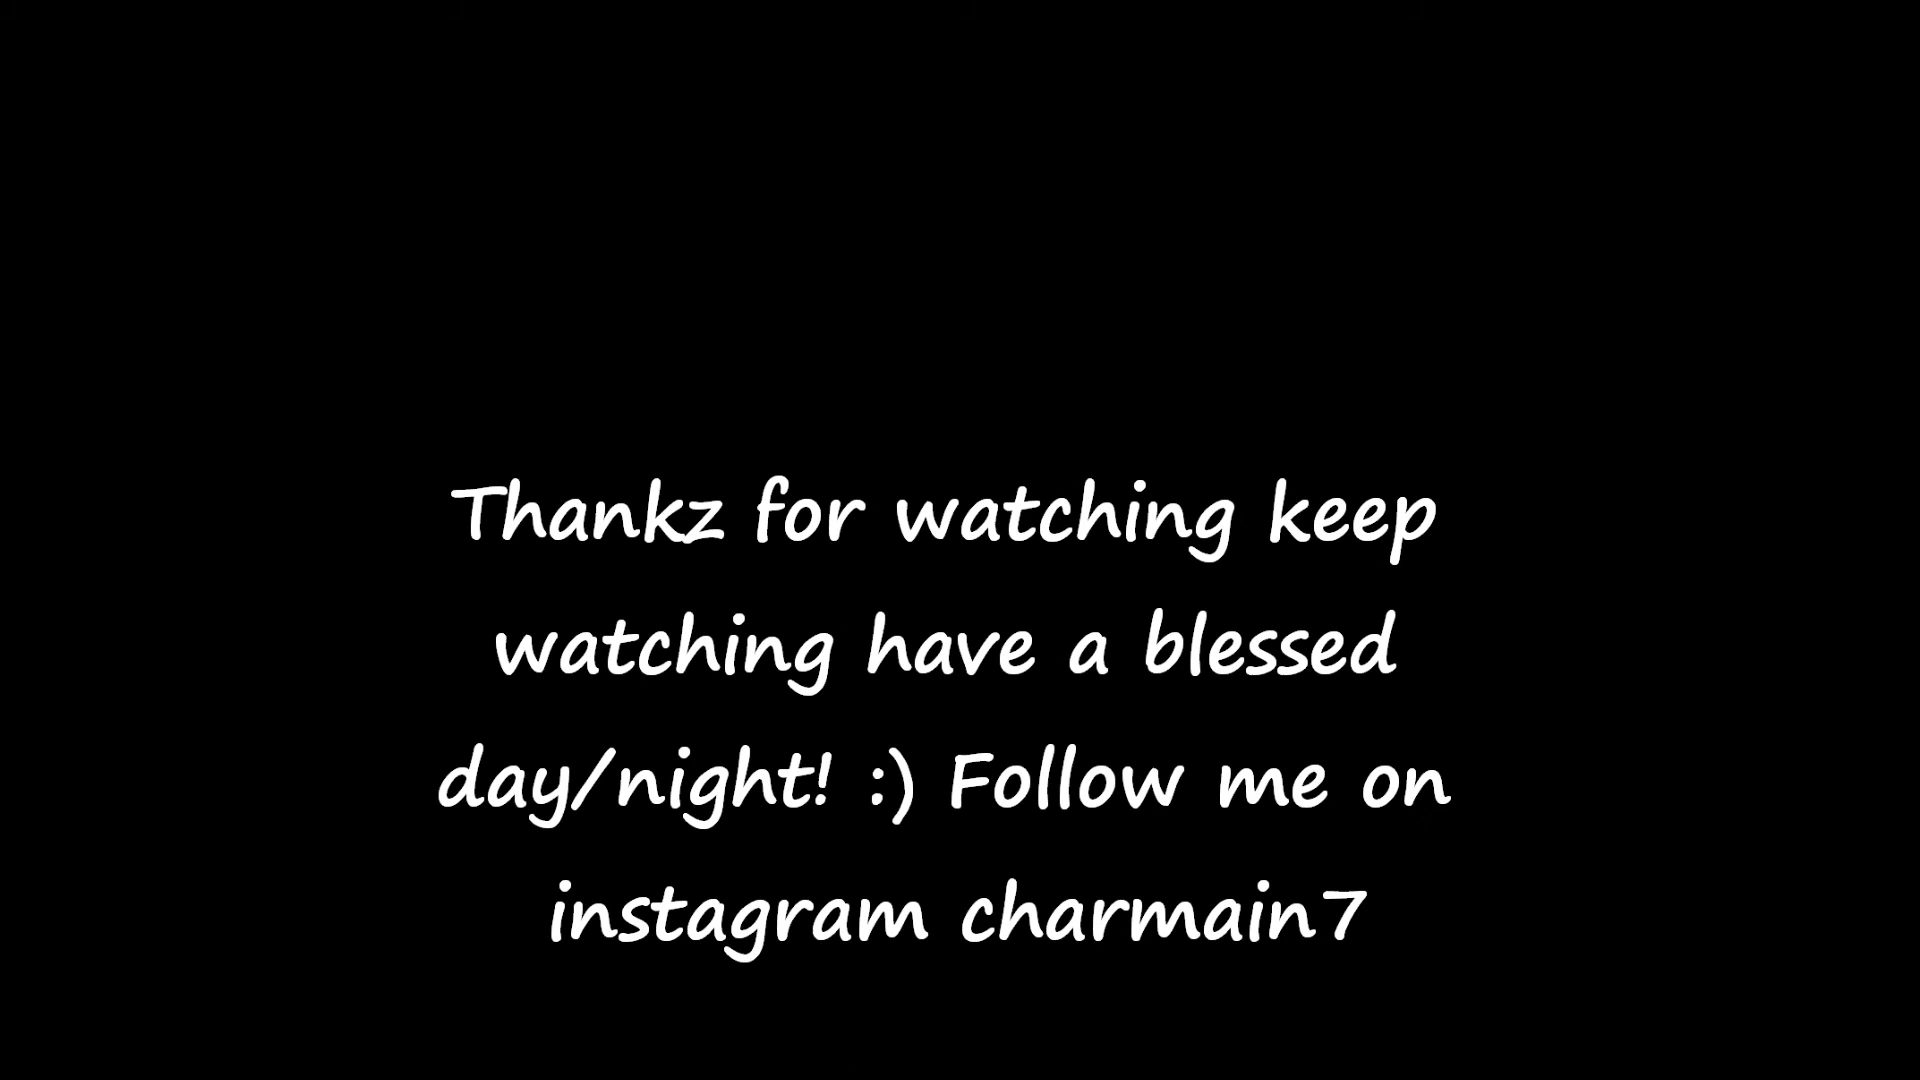 Thankz for watching keep
watching have a blessed
day/night! :) Follow me on
instagram charmain7